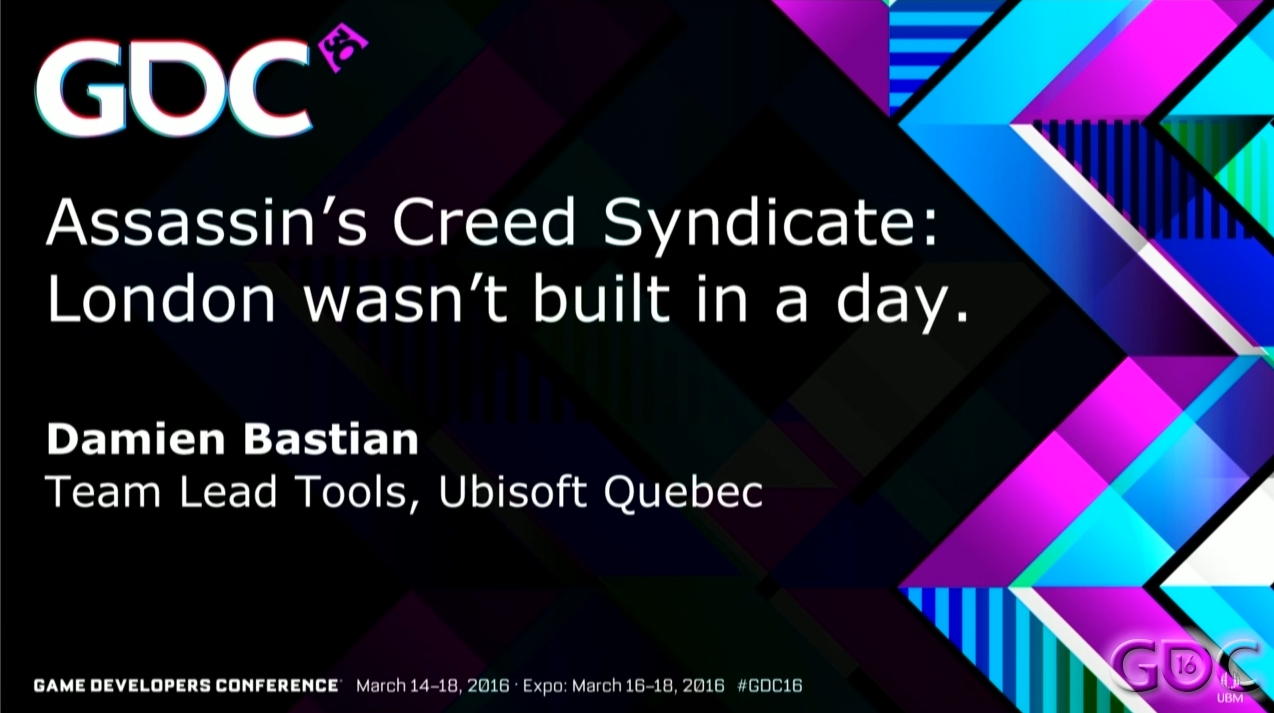 GDC 30
Assassin's Creed Syndicate:
London wasn't built in a day.
Damien Bastian
Team Lead Tools, Ubisoft Quebec
GAME DEVELOPERS CONFERENCE March 14–18, 2016 · Expo: March 16–18, 2016 #GDC16
GDC 16
UBM